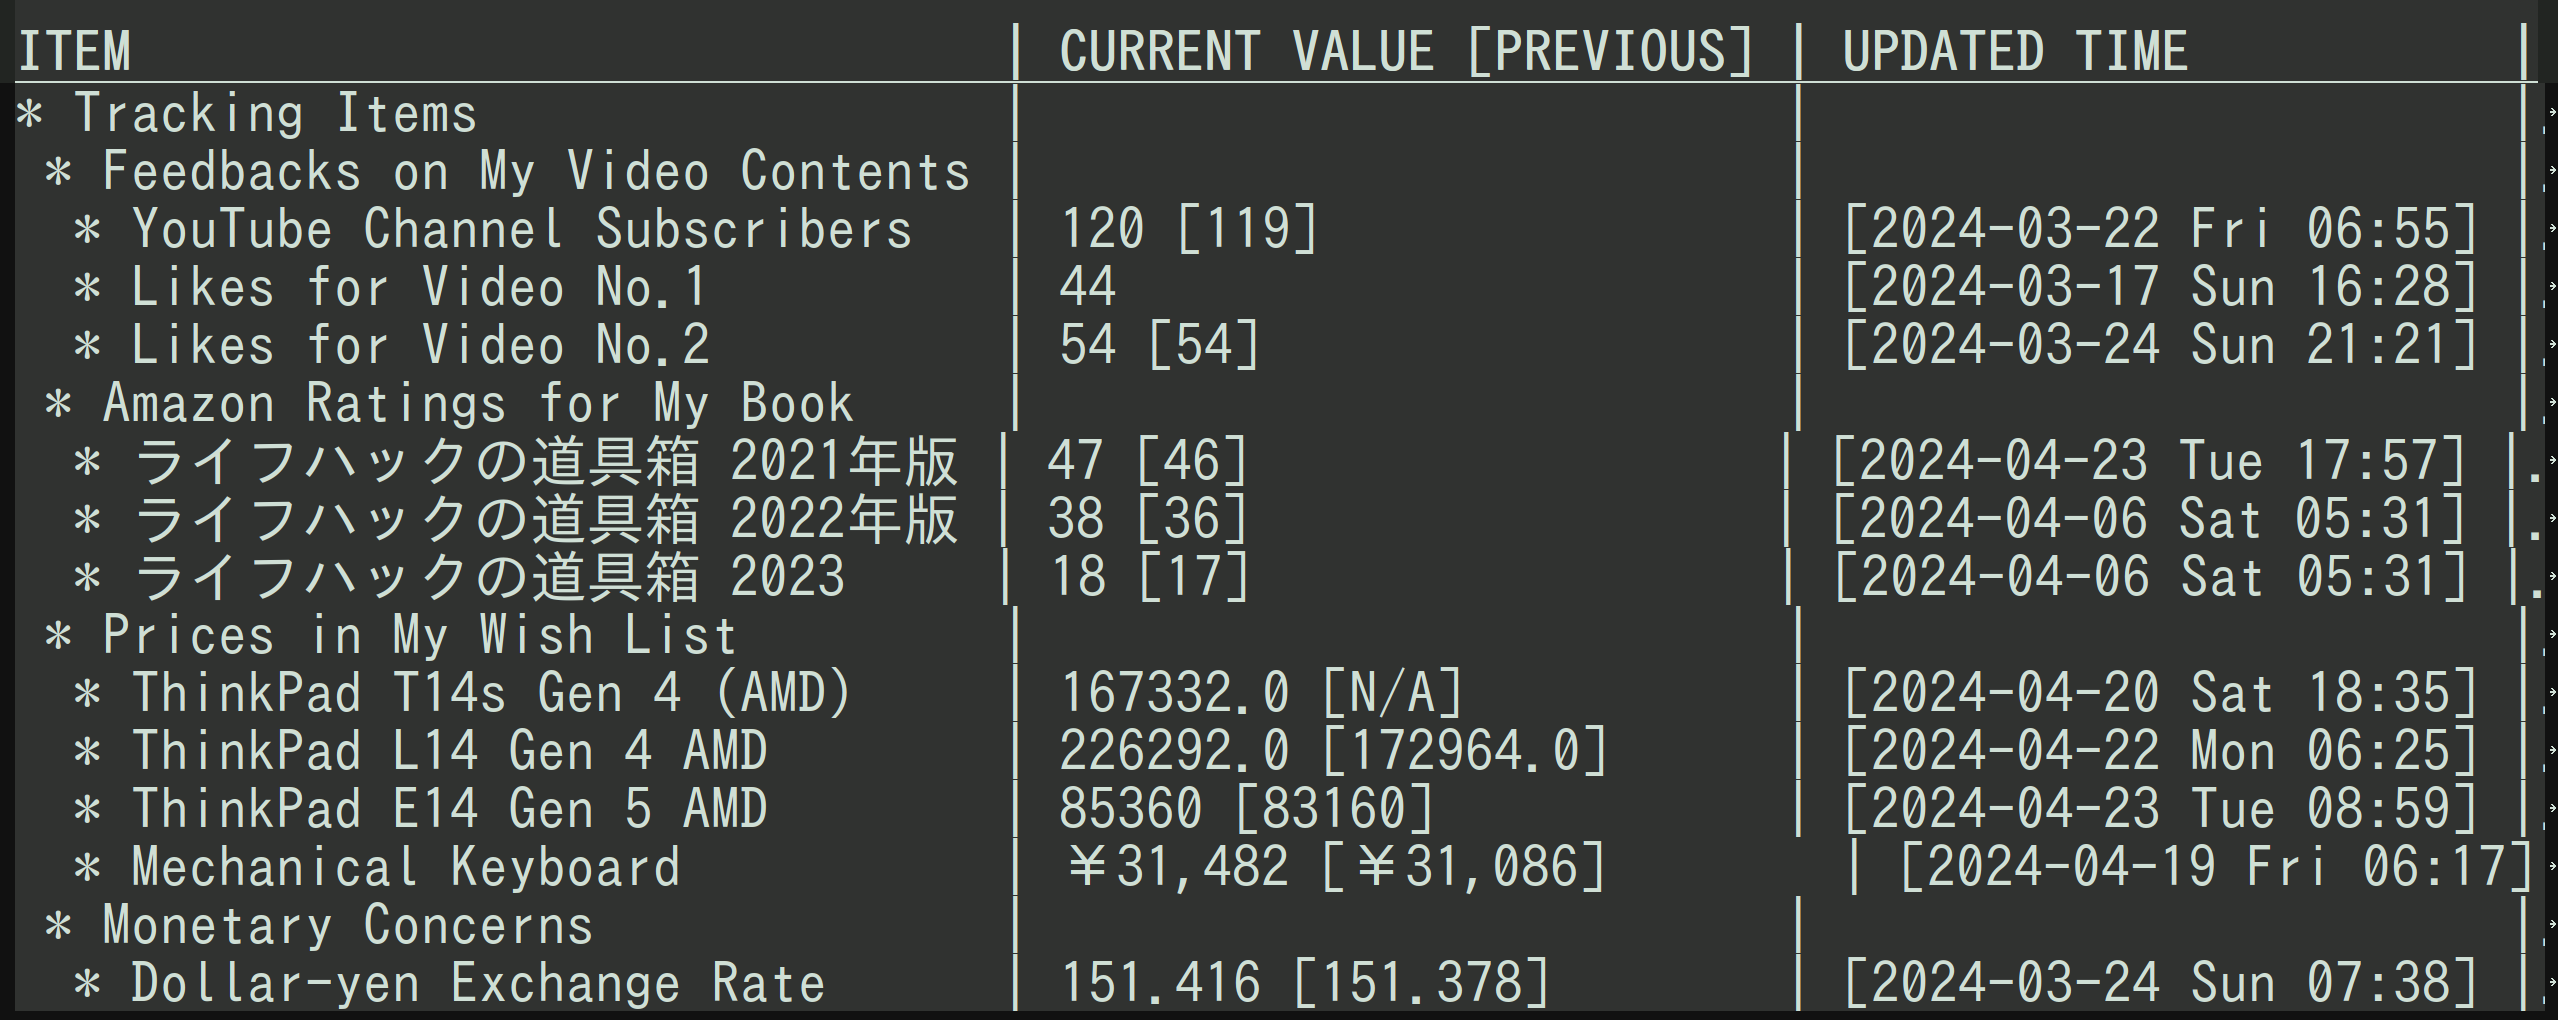 ITEM | CURRENT VALUE [PREVIOUS] | UPDATED TIME |
* Tracking Items | | |
* Feedbacks on My Video Contents | | |
* YouTube Channel Subscribers | 120 [119] | [2024-03-22 Fri 06:55] |
* Likes for Video No.1 | 44 | [2024-03-17 Sun 16:28] |
* Likes for Video No.2 | 54 [54] | [2024-03-24 Sun 21:21] |
* Amazon Ratings for My Book | | |
* ライフハックの道具箱 2021年版 | 47 [46] | [2024-04-23 Tue 17:57] |.
* ライフハックの道具箱 2022年版 | 38 [36] | [2024-04-06 Sat 05:31] |.
* ライフハックの道具箱 2023 | 18 [17] | [2024-04-06 Sat 05:31] |.
* Prices in My Wish List | | |
* ThinkPad T14s Gen 4 (AMD) | 167332.0 [N/A] | [2024-04-20 Sat 18:35] |
* ThinkPad L14 Gen 4 AMD | 226292.0 [172964.0] | [2024-04-22 Mon 06:25] |
* ThinkPad E14 Gen 5 AMD | 85360 [83160] | [2024-04-23 Tue 08:59] |
* Mechanical Keyboard | ￥31,482 [￥31,086] | [2024-04-19 Fri 06:17]
* Monetary Concerns | | |
* Dollar-yen Exchange Rate | 151.416 [151.378] | [2024-03-24 Sun 07:38] |